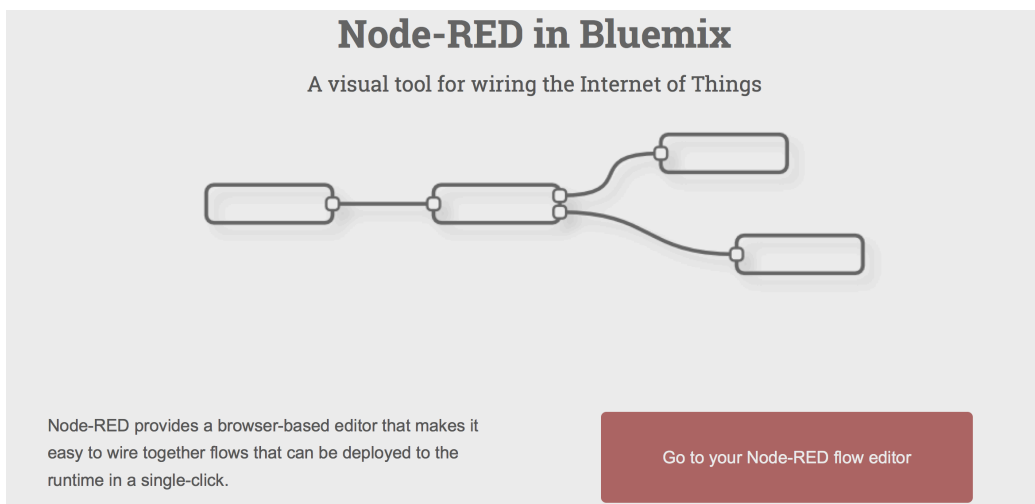 Node-RED in Bluemix
A visual tool for wiring the Internet of Things
Node-RED provides a browser-based editor that makes it
easy to wire together flows that can be deployed to the
runtime in a single-click.
Go to your Node-RED flow editor